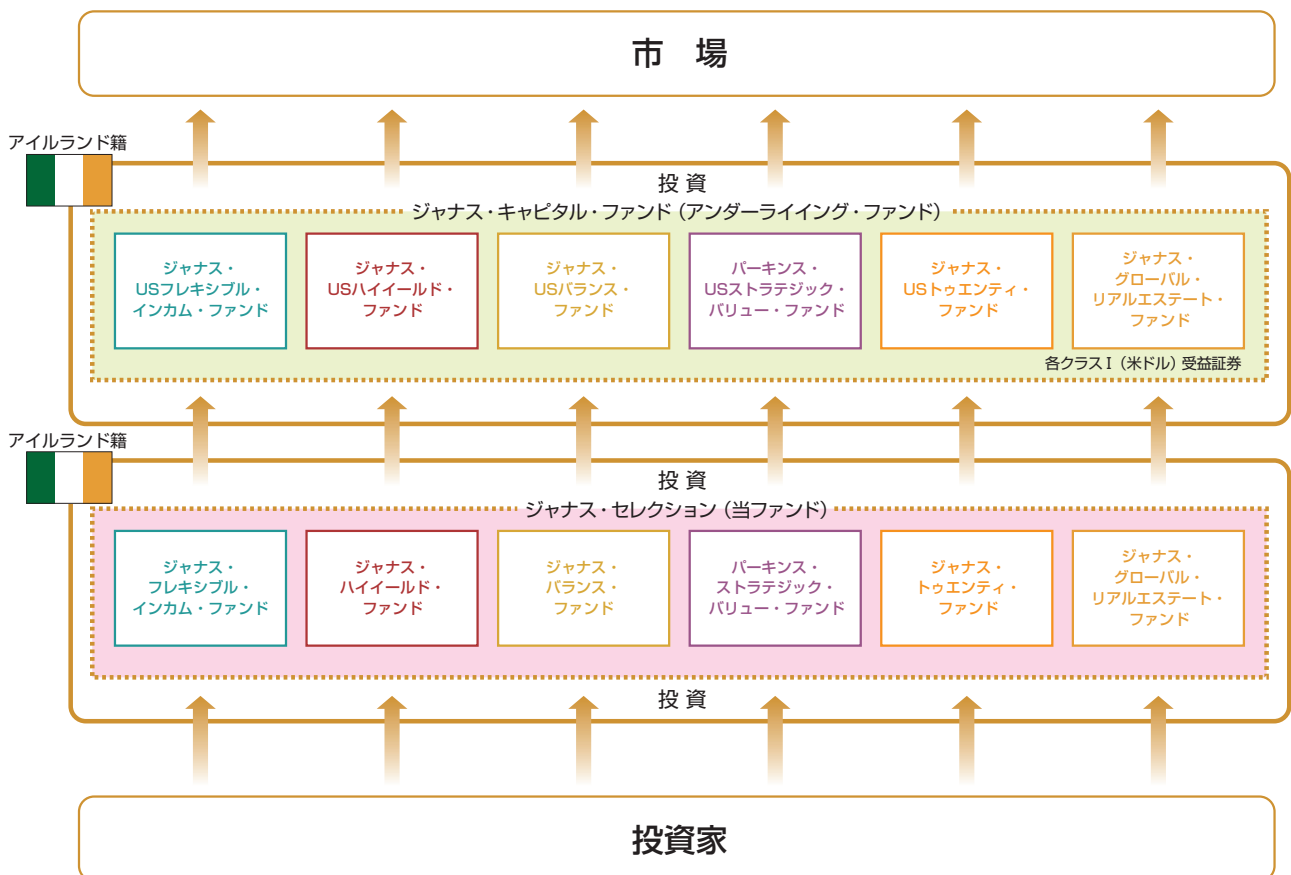 市 場
アイルランド籍
投 資
ジャナス・キャピタル・ファンド（アンダーライイング・ファンド）
ジャナス・
USフレキシブル・
インカム・ファンド
ジャナス・
USハイイールド・
ファンド
ジャナス・
USバランス・
ファンド
パーキンス・
USストラテジック・
バリュー・ファンド
ジャナス・
USトゥエンティ・
ファンド
ジャナス・
グローバル・
リアルエステート・
ファンド
各クラスⅠ（米ドル）受益証券
アイルランド籍
投 資
ジャナス・セレクション（当ファンド）
ジャナス・
フレキシブル・
インカム・ファンド
ジャナス・
ハイイールド・
ファンド
ジャナス・
バランス・
ファンド
パーキンス・
ストラテジック・
バリュー・ファンド
ジャナス・
トゥエンティ・
ファンド
ジャナス・
グローバル・
リアルエステート・
ファンド
投 資
投資家